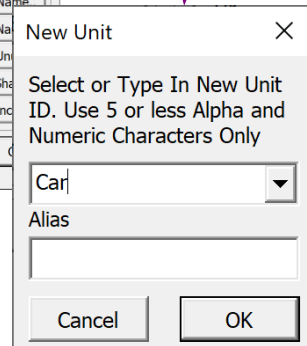 Name..
New Unit
Select or Type In New Unit
ID. Use 5 or less Alpha and
Numeric Characters Only
Car
Alias
Cancel
OK